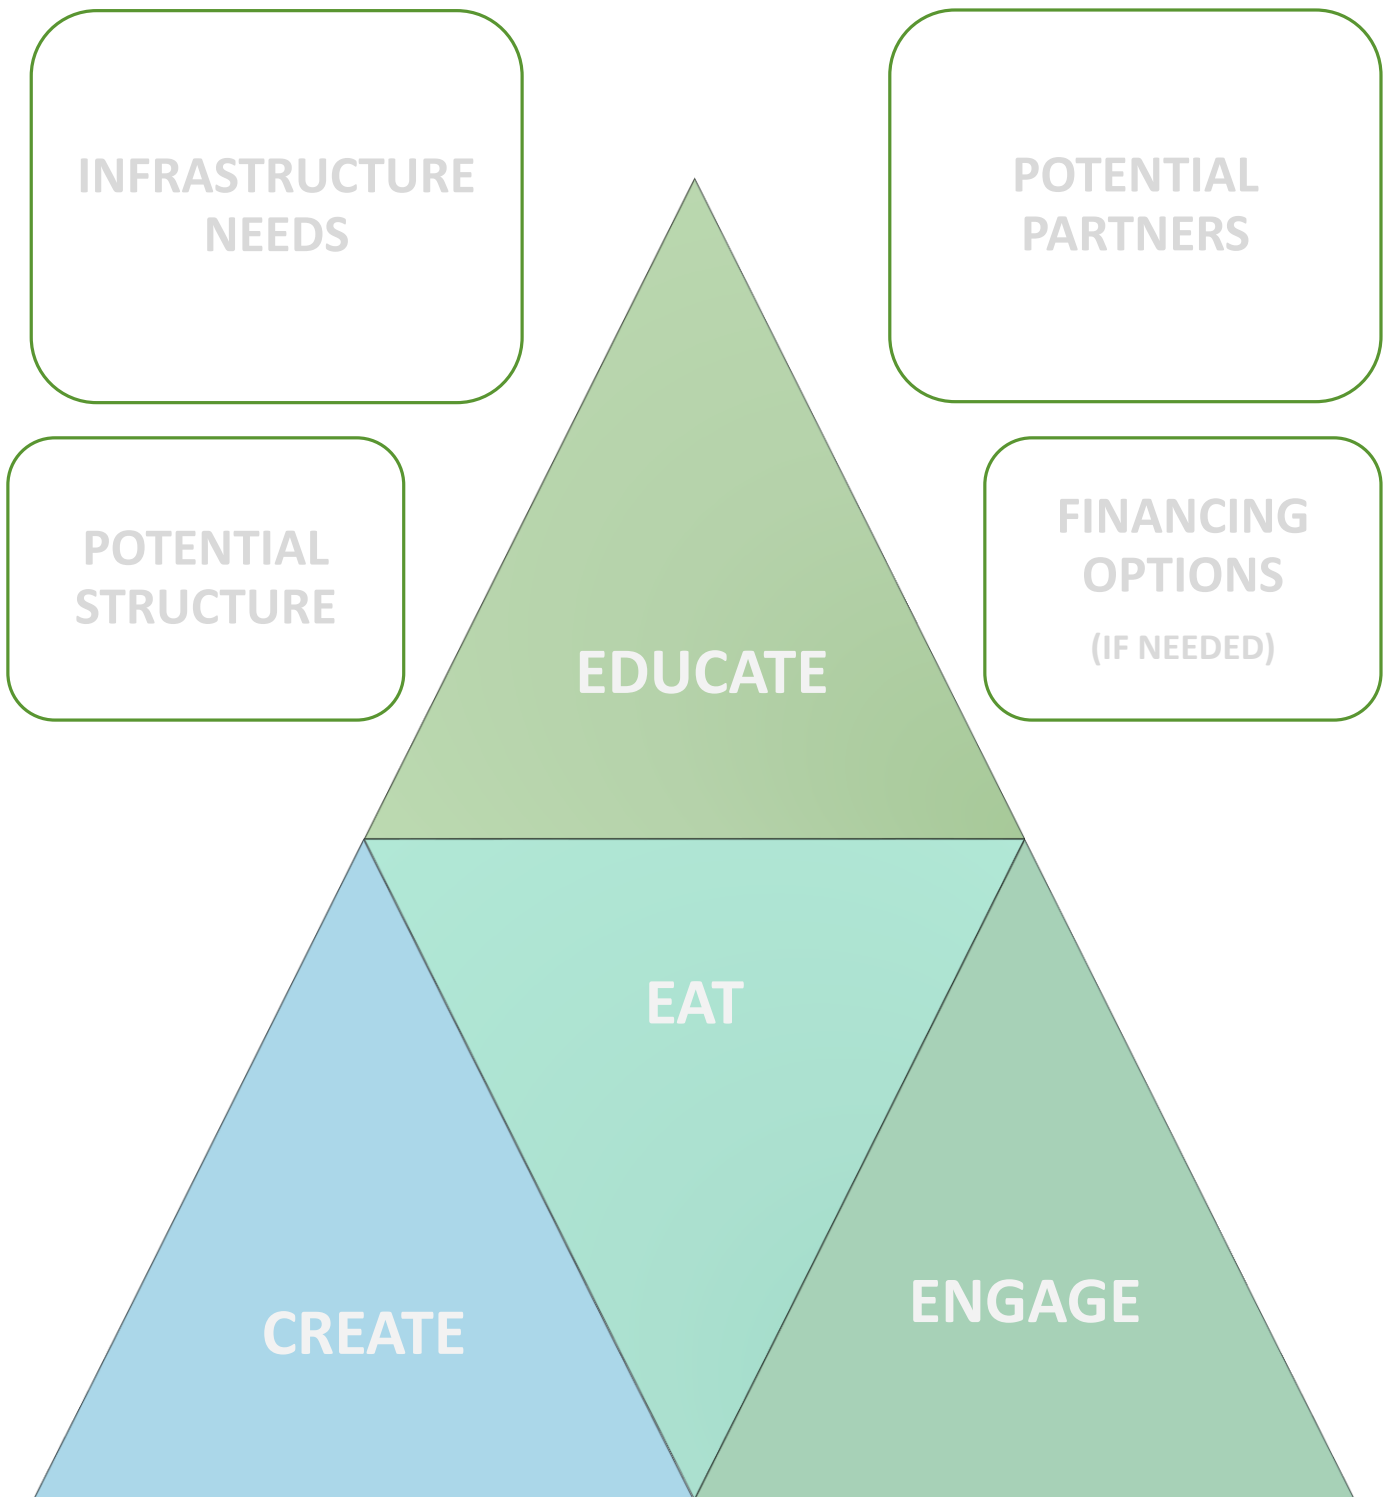 INFRASTRUCTURE
NEEDS
POTENTIAL
PARTNERS
POTENTIAL
STRUCTURE
FINANCING
OPTIONS
(IF NEEDED)
EDUCATE
EAT
CREATE
ENGAGE